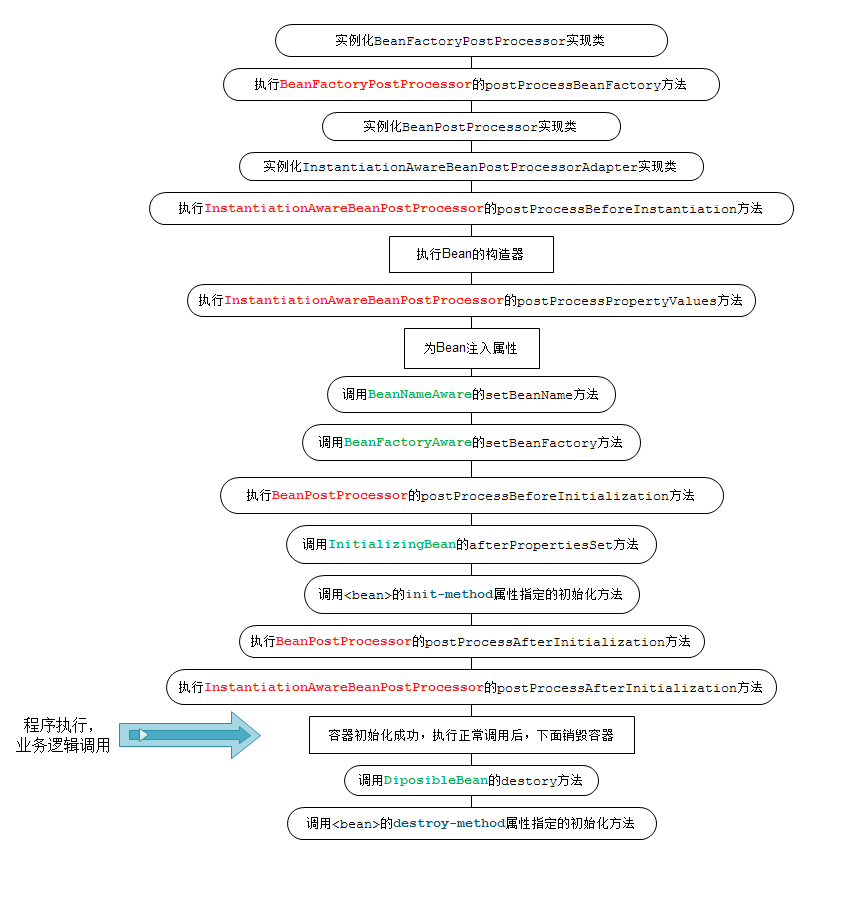 实例化BeanFactoryPostProcessor实现类
执行BeanFactoryPostProcessor的postProcessBeanFactory方法
实例化BeanPostProcessor实现类
实例化InstantiationAwareBeanPostProcessorAdapter实现类
执行InstantiationAwareBeanPostProcessor的postProcessBeforeInstantiation方法
执行Bean的构造器
执行InstantiationAwareBeanPostProcessor的postProcessPropertyValues方法
为Bean注入属性
调用BeanNameAware的setBeanName方法
调用BeanFactoryAware的setBeanFactory方法
执行BeanPostProcessor的postProcessBeforeInitialization方法
调用InitializingBean的afterPropertiesSet方法
调用<bean>的init-method属性指定的初始化方法
执行BeanPostProcessor的postProcessAfterInitialization方法
执行InstantiationAwareBeanPostProcessor的postProcessAfterInitialization方法
程序执行，
业务逻辑调用
容器初始化成功，执行正常调用后，下面销毁容器
调用DiposibleBean的destory方法
调用<bean>的destroy-method属性指定的初始化方法